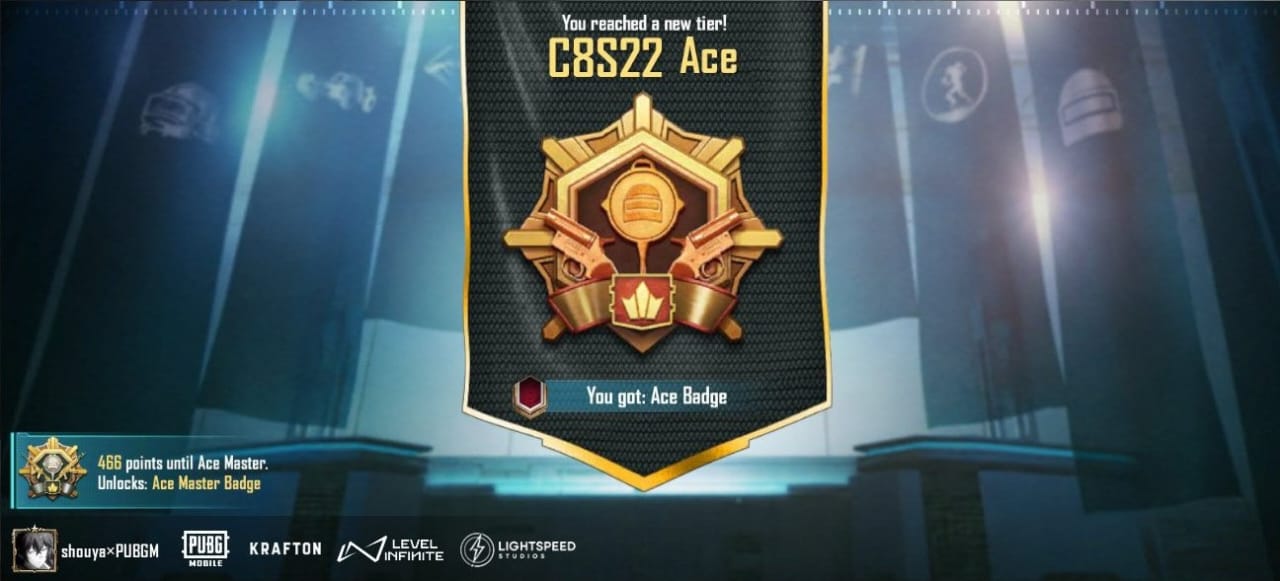 You reached a new tier!
C8S22 Ace
#1
You got: Ace Badge
466 points until Ace Master.
Unlocks: Ace Master Badge
shouya×PUBGM
PUBG
MOBILE
KRAFTON
LEVEL
INFINITE
LIGHTSPEED
STUDIOS